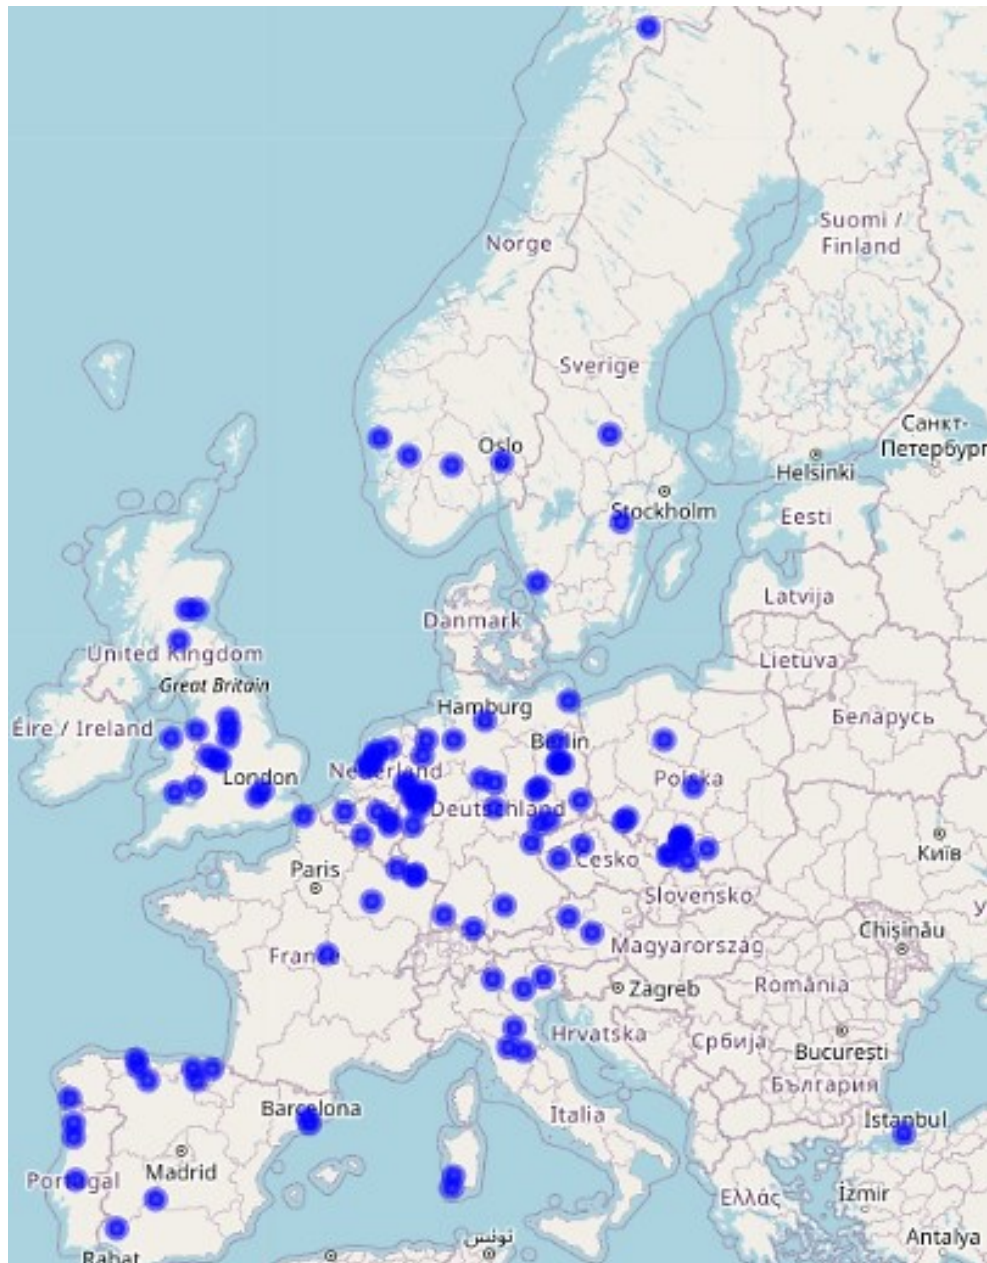 Norge
Suomi /
Finland
Sverige
Oslo
Санкт-
Петербург
Helsinki
Stockholm
Eesti
Danmark
Latvija
United Kingdom
Lietuva
Great Britain
Hamburg
Éire / Ireland
Беларусь
Berlin
Nederland
London
Polska
Deutschland
Київ
Paris
Česko
Slovensko
У
Chișinău
France
Magyarország
Zagreb
România
Hrvatska
Србија
București
България
Barcelona
Italia
İstanbul
Madrid
Portugal
Ελλάς
İzmir
تونس
Antalya
Rabat